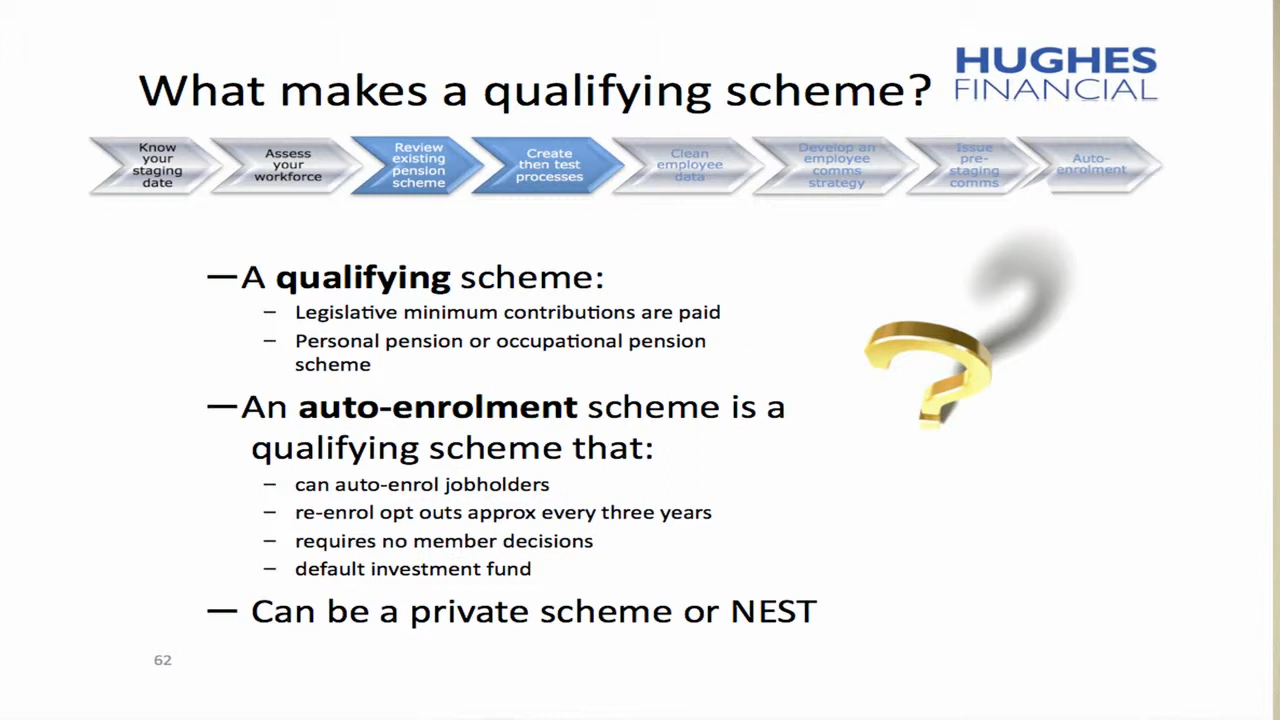 What makes a qualifying scheme?
HUGHES
FINANCIAL
Know
your
staging
date
Assess
your
workforce
Review
existing
pension
scheme
Create
then test
processes
Clean
employee
data
Develop an
employee
comms
strategy
Issue
pre-
staging
comms
Auto-
enrolment
—A qualifying scheme:
– Legislative minimum contributions are paid
– Personal pension or occupational pension
scheme
—An auto-enrolment scheme is a
qualifying scheme that:
– can auto-enrol jobholders
– re-enrol opt outs approx every three years
– requires no member decisions
– default investment fund
— Can be a private scheme or NEST
62